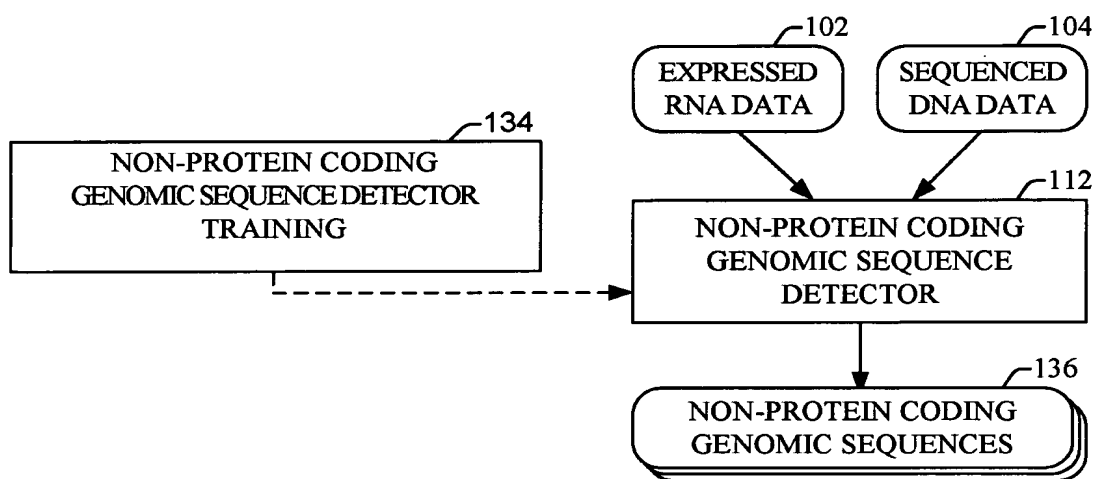 102
104
EXPRESSED
RNA DATA
SEQUENCED
DNA DATA
134
NON-PROTEIN CODING
GENOMIC SEQUENCE DETECTOR
TRAINING
112
NON-PROTEIN CODING
GENOMIC SEQUENCE
DETECTOR
136
NON-PROTEIN CODING
GENOMIC SEQUENCES